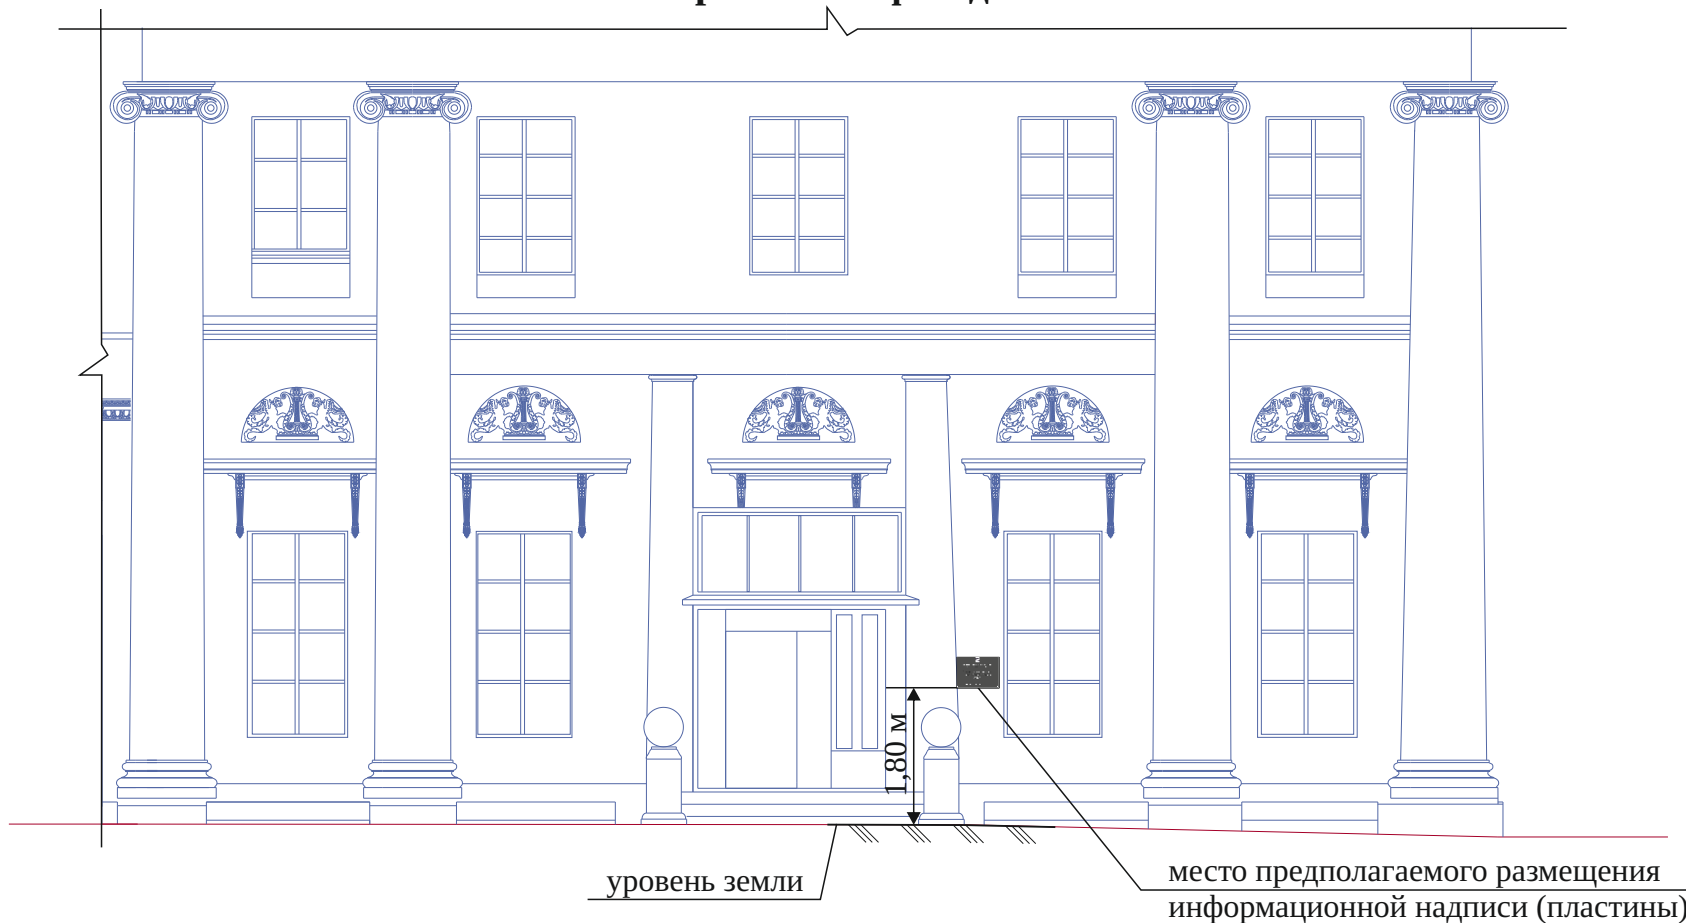 1,80 м
уровень земли
место предполагаемого размещения
информационной надписи (пластины)